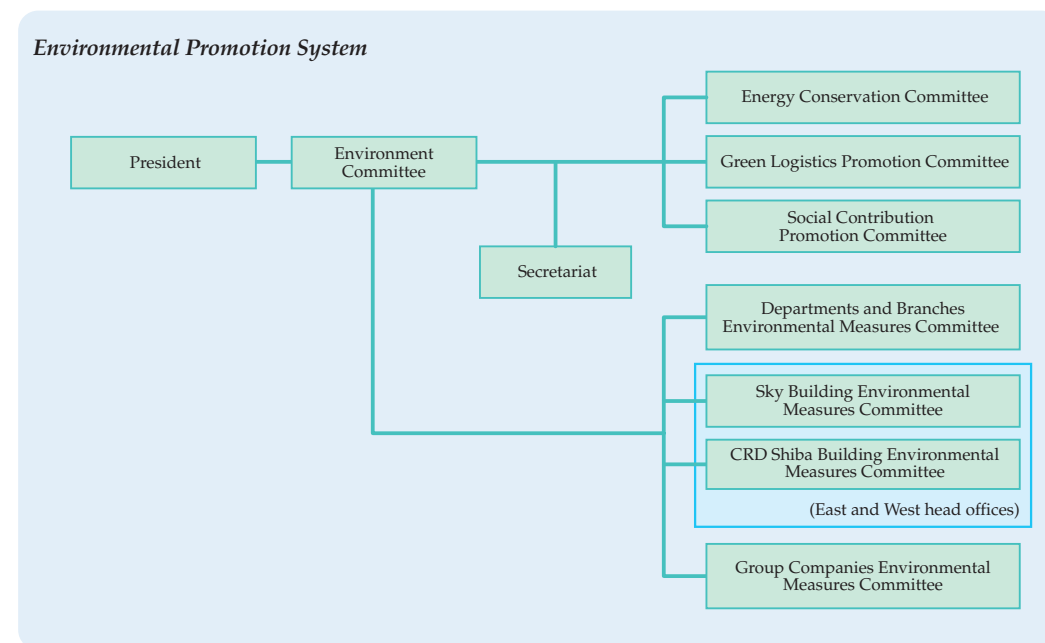 Environmental Promotion System
President
Environment
Committee
Secretariat
Energy Conservation Committee
Green Logistics Promotion Committee
Social Contribution
Promotion Committee
Departments and Branches
Environmental Measures Committee
Sky Building Environmental
Measures Committee
CRD Shiba Building Environmental
Measures Committee
(East and West head offices)
Group Companies Environmental
Measures Committee